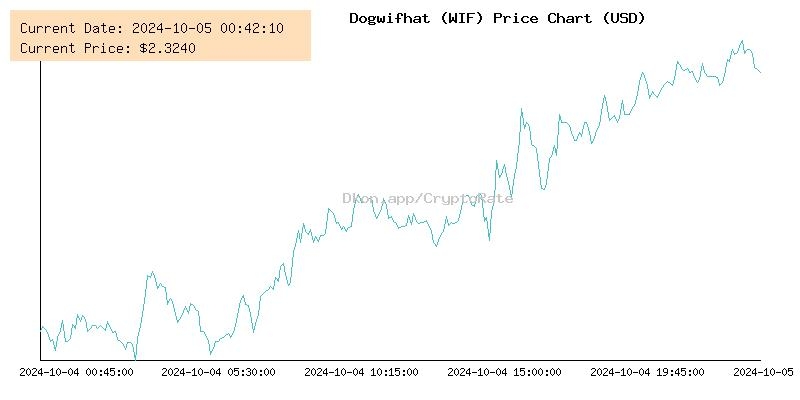 Dogwifhat (WIF) Price Chart (USD)
Current Date: 2024-10-05 00:42:10
Current Price: $2.3240
Dkon.app/CryptoRate
2024-10-04 00:45:00 2024-10-04 05:30:00 2024-10-04 10:15:00 2024-10-04 15:00:00 2024-10-04 19:45:00 2024-10-05